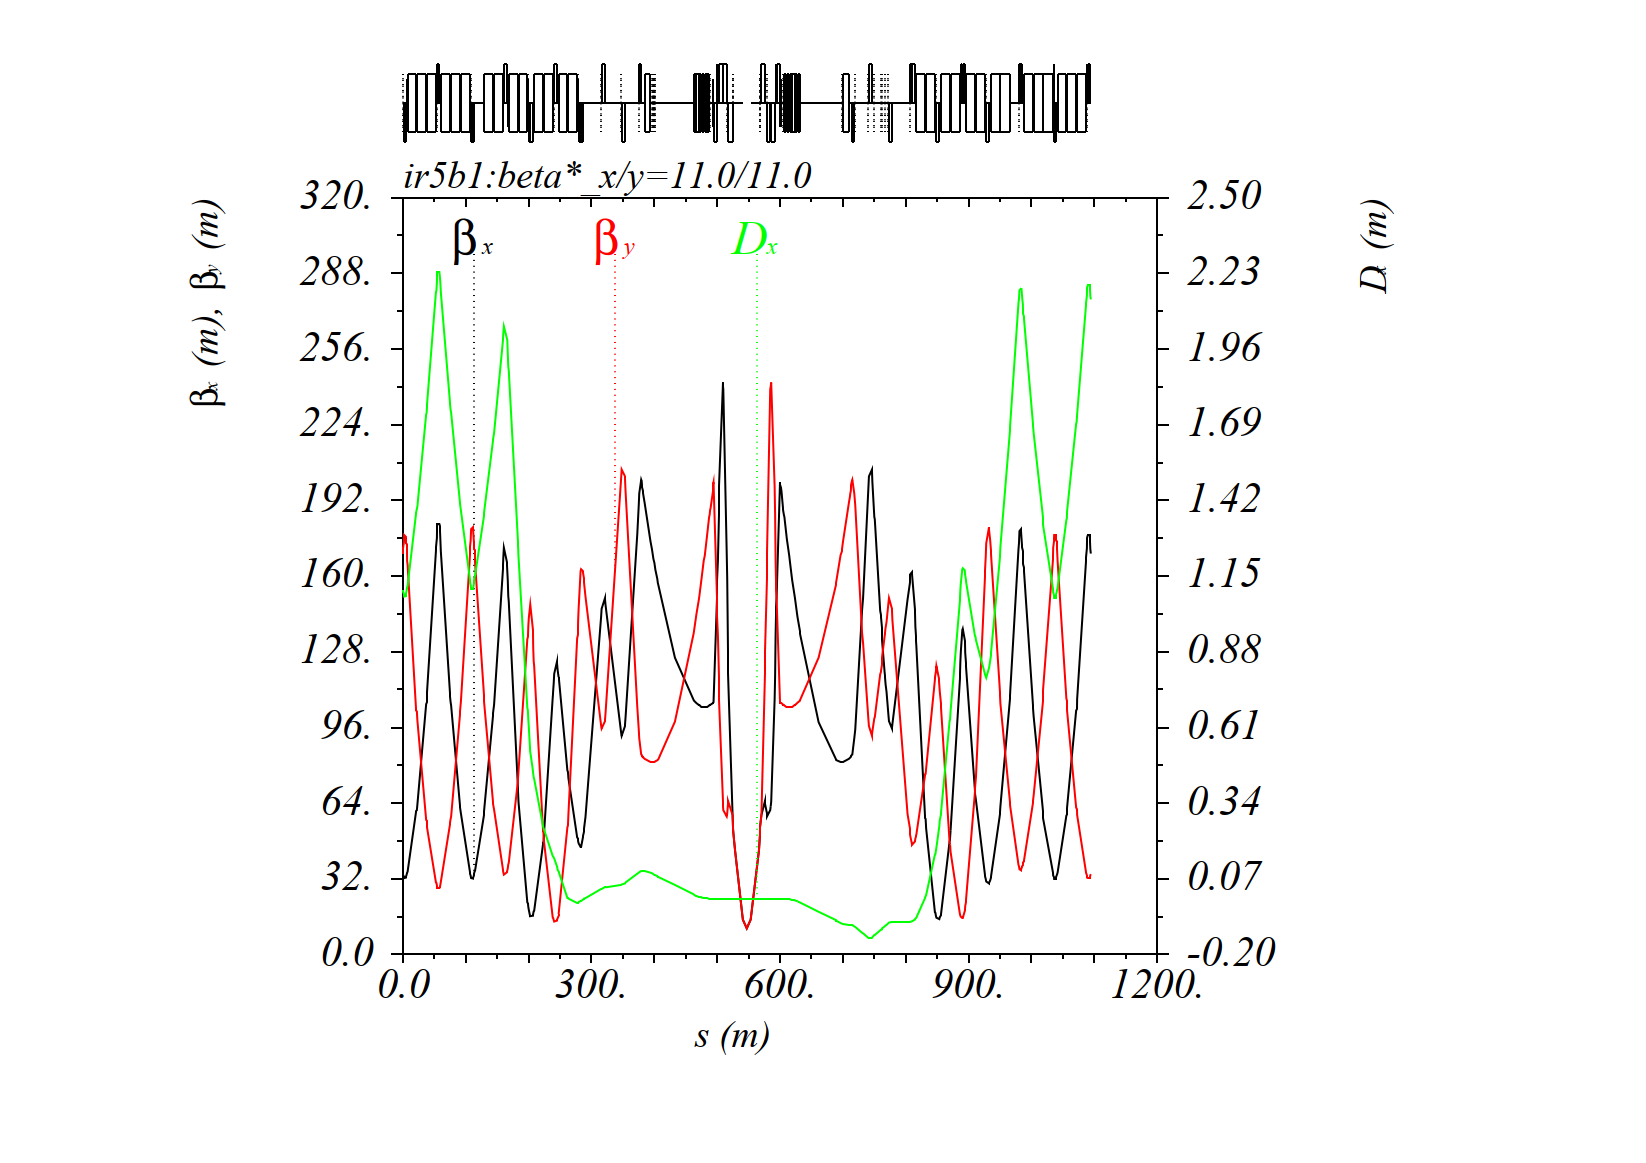 ir5b1:beta*_x/y=11.0/11.0
320. 2.50
βx βy Dx
288. 2.23
256. 1.96
224. 1.69
192. 1.42
160. 1.15
128. 0.88
96. 0.61
64. 0.34
32. 0.07
0.0 -0.20
0.0 300. 600. 900. 1200.
s (m)
βx (m), βy (m)
Dx (m)